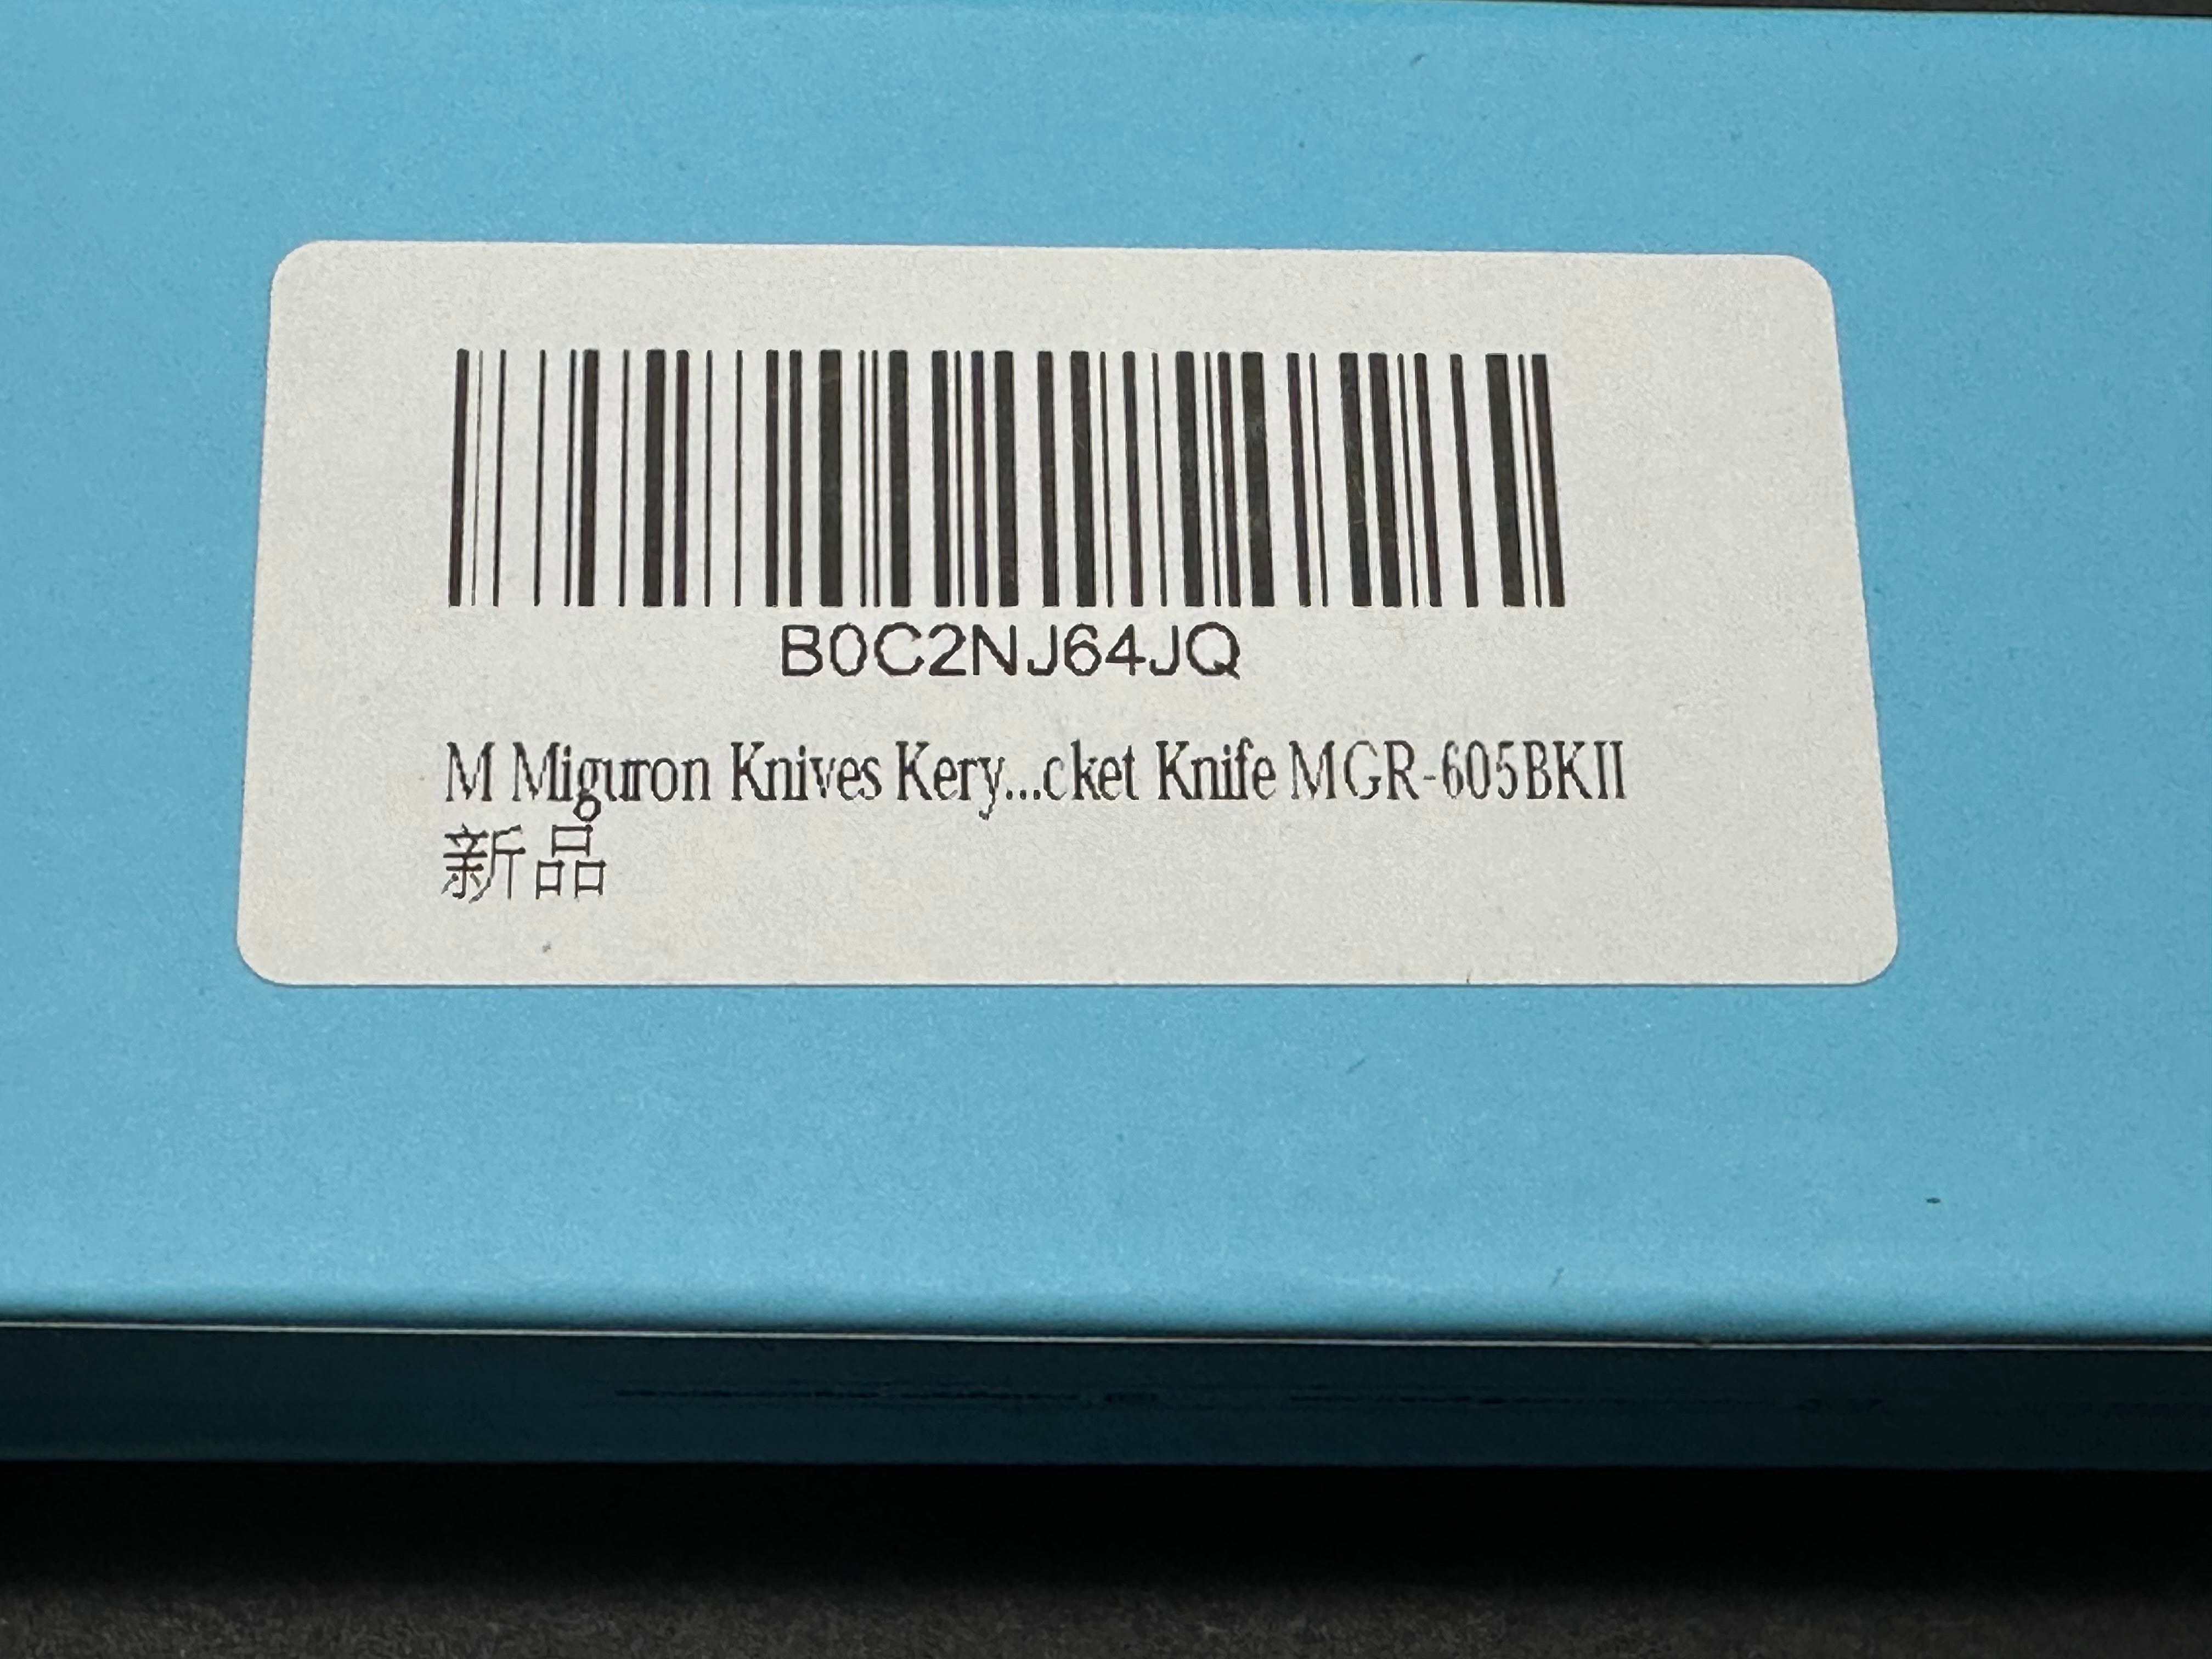 B0C2NJ64JQ
M Miguron Knives Kery...cket Knife MGR-605BKII
新品